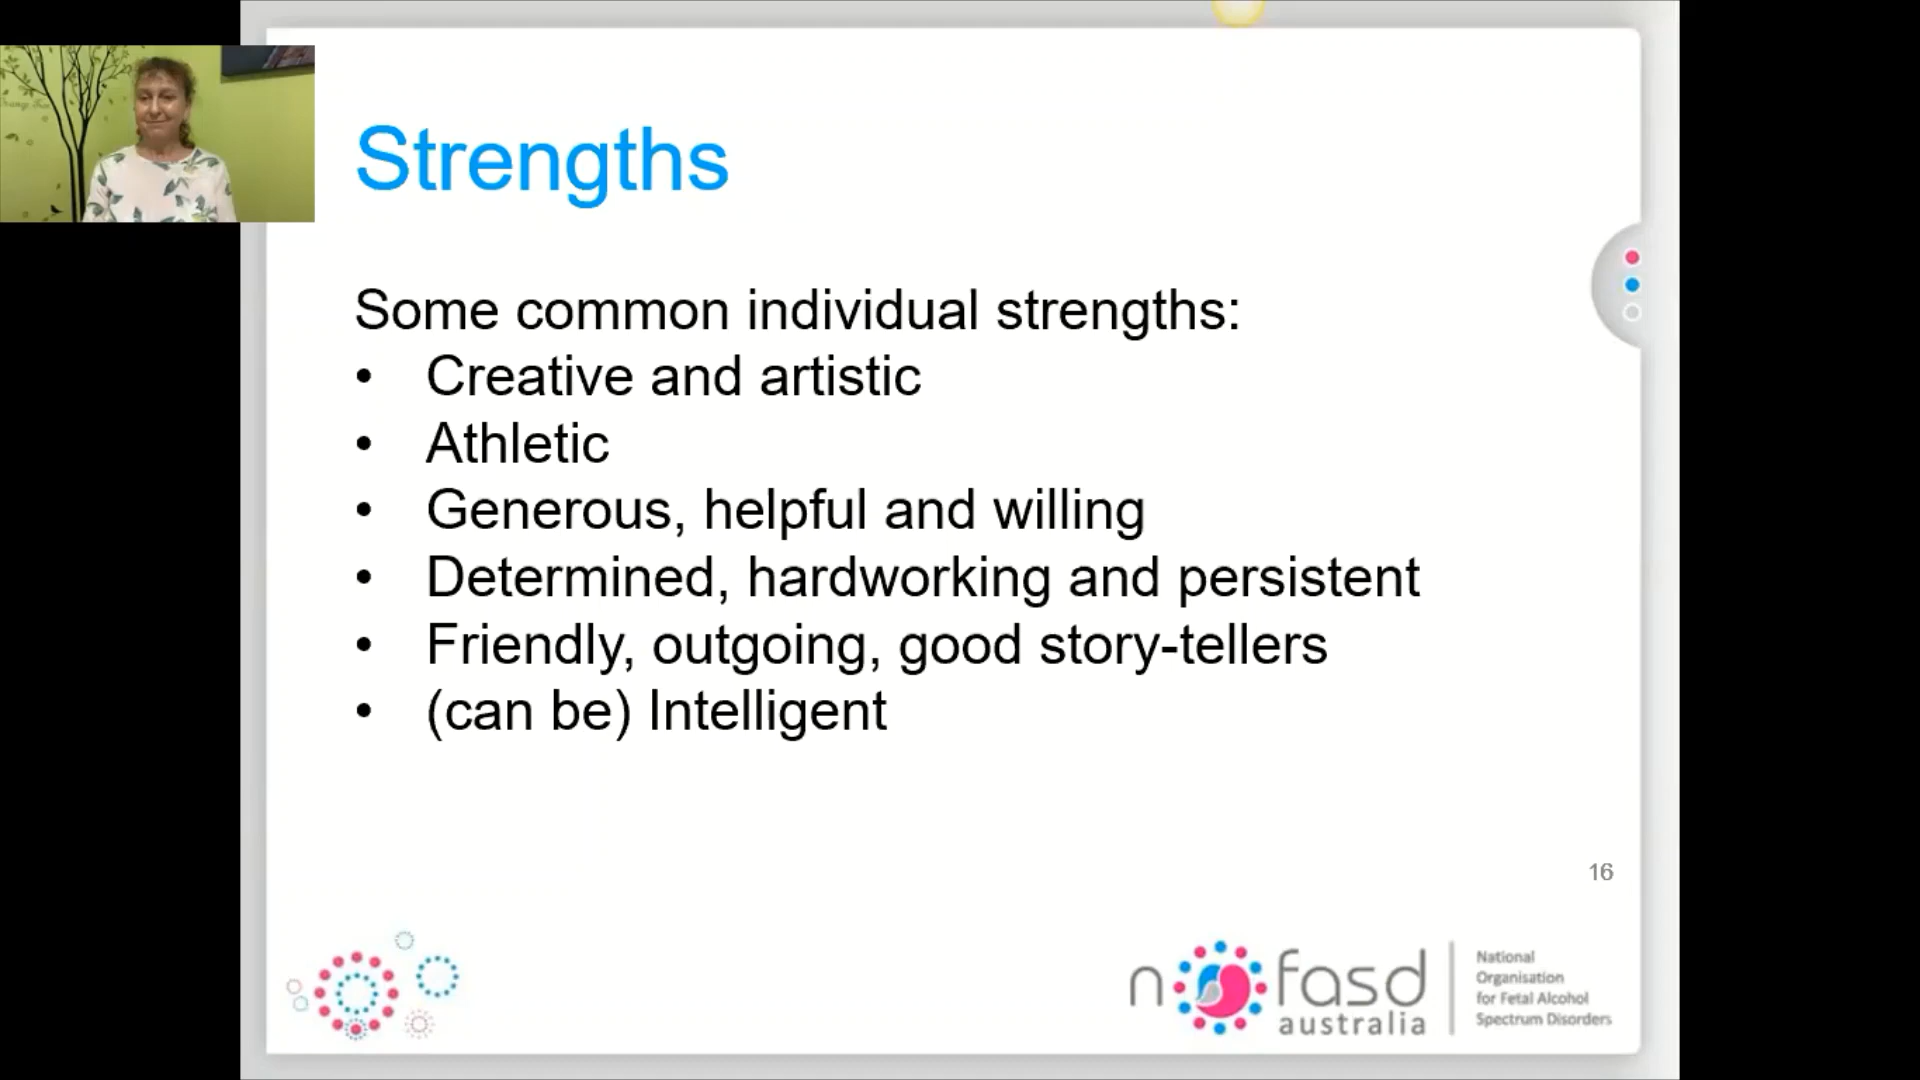 Strengths
Some common individual strengths:
• Creative and artistic
• Athletic
• Generous, helpful and willing
• Determined, hardworking and persistent
• Friendly, outgoing, good story-tellers
• (can be) Intelligent
16
nofasd
australia
National
Organisation
for Fetal Alcohol
Spectrum Disorders